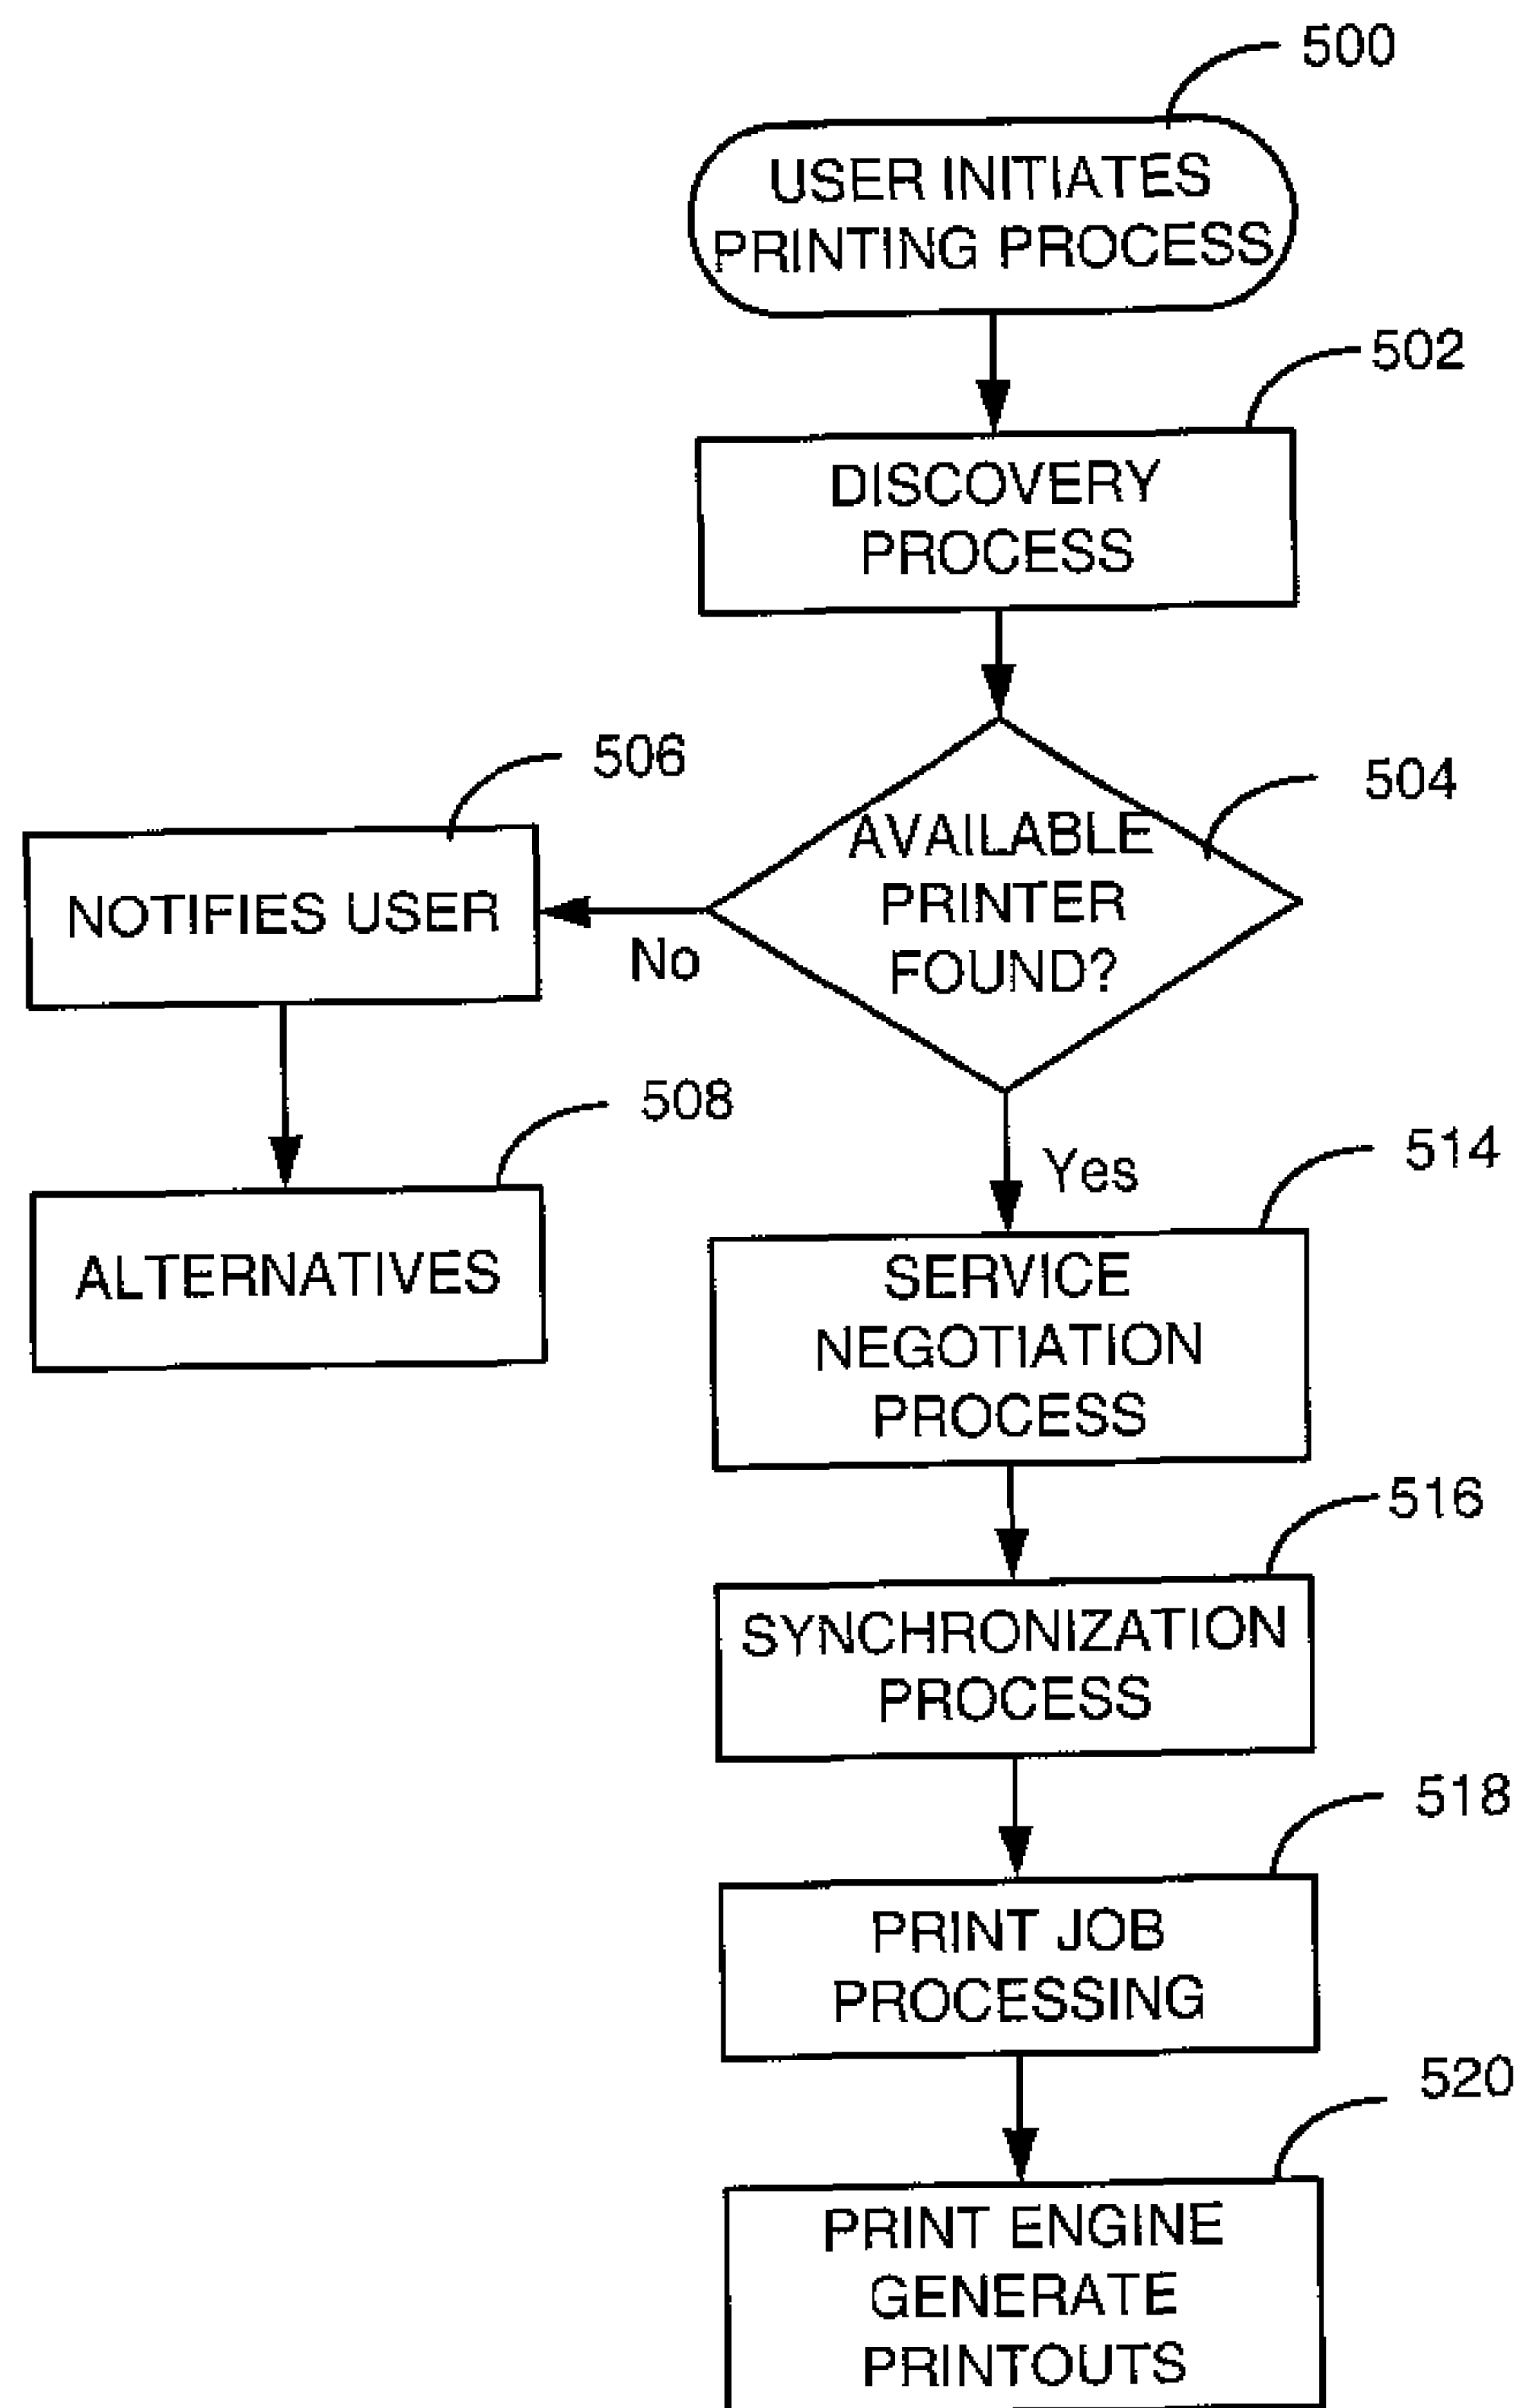 500
USER INITIATES
PRINTING PROCESS
502
DISCOVERY
PROCESS
504
AVAILABLE
PRINTER
FOUND?
No
506
NOTIFIES USER
508
ALTERNATIVES
Yes
514
SERVICE
NEGOTIATION
PROCESS
516
SYNCHRONIZATION
PROCESS
518
PRINT JOB
PROCESSING
520
PRINT ENGINE
GENERATE
PRINTOUTS